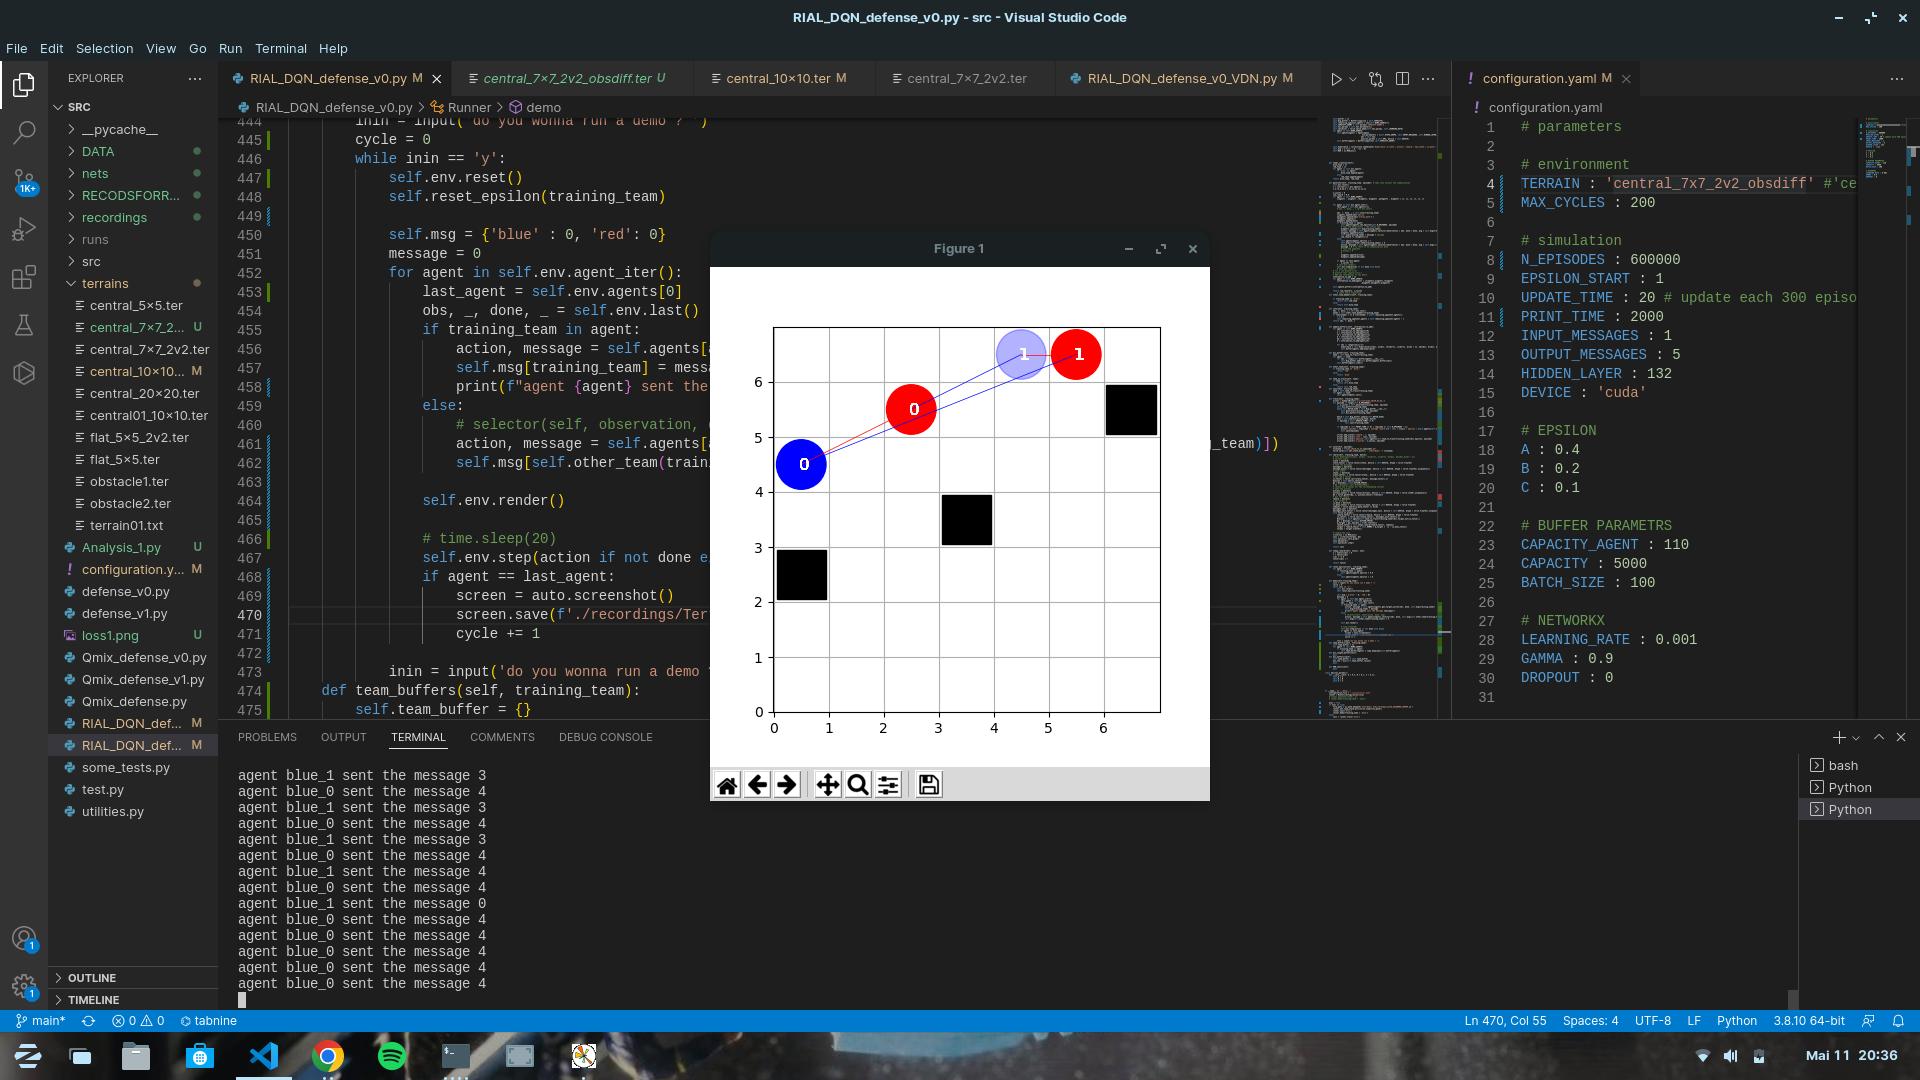 RIAL_DQN_defense_v0.py - src - Visual Studio Code
File Edit Selection View Go Run Terminal Help
EXPLORER
SRC
__pycache__
DATA
nets
RECODSFORR...
recordings
runs
src
terrains
central_5×5.ter
central_7×7_2... U
central_7×7_2v2.ter
central_10×10... M
central_20×20.ter
central01_10×10.ter
flat_5×5_2v2.ter
flat_5×5.ter
obstacle1.ter
obstacle2.ter
terrain01.txt
Analysis_1.py U
configuration.y... M
defense_v0.py
defense_v1.py
loss1.png U
Qmix_defense_v0.py
Qmix_defense_v1.py
Qmix_defense.py
RIAL_DQN_def... M
RIAL_DQN_def... M
some_tests.py
test.py
utilities.py
OUTLINE
TIMELINE
1K+
1
1
RIAL_DQN_defense_v0.py M central_7×7_2v2_obsdiff.ter U central_10×10.ter M central_7×7_2v2.ter RIAL_DQN_defense_v0_VDN.py M
RIAL_DQN_defense_v0.py > Runner > demo
444 inin = input('do you wonna run a demo ? ')
445 cycle = 0
446 while inin == 'y':
447 self.env.reset()
448 self.reset_epsilon(training_team)
449
450 self.msg = {'blue' : 0, 'red': 0}
451 message = 0
452 for agent in self.env.agent_iter():
453 last_agent = self.env.agents[0]
454 obs, _, done, _ = self.env.last()
455 if training_team in agent:
456 action, message = self.agents[
457 self.msg[training_team] = mess
458 print(f"agent {agent} sent the
459 else:
460 # selector(self, observation,
461 action, message = self.agents[ _team)])
462 self.msg[self.other_team(train
463
464 self.env.render()
465
466 # time.sleep(20)
467 self.env.step(action if not done e
468 if agent == last_agent:
469 screen = auto.screenshot()
470 screen.save(f'./recordings/Ter
471 cycle += 1
472
473 inin = input('do you wonna run a demo
474 def team_buffers(self, training_team):
475 self.team_buffer = {}
Figure 1
1 1
0
0
6
5
4
3
2
1
0
0 1 2 3 4 5 6
configuration.yaml M
configuration.yaml
1 # parameters
2
3 # environment
4 TERRAIN : 'central_7x7_2v2_obsdiff' #'ce
5 MAX_CYCLES : 200
6
7 # simulation
8 N_EPISODES : 600000
9 EPSILON_START : 1
10 UPDATE_TIME : 20 # update each 300 episo
11 PRINT_TIME : 2000
12 INPUT_MESSAGES : 1
13 OUTPUT_MESSAGES : 5
14 HIDDEN_LAYER : 132
15 DEVICE : 'cuda'
16
17 # EPSILON
18 A : 0.4
19 B : 0.2
20 C : 0.1
21
22 # BUFFER PARAMETRS
23 CAPACITY_AGENT : 110
24 CAPACITY : 5000
25 BATCH_SIZE : 100
26
27 # NETWORKX
28 LEARNING_RATE : 0.001
29 GAMMA : 0.9
30 DROPOUT : 0
31
PROBLEMS OUTPUT TERMINAL COMMENTS DEBUG CONSOLE
agent blue_1 sent the message 3
agent blue_0 sent the message 4
agent blue_1 sent the message 3
agent blue_0 sent the message 4
agent blue_1 sent the message 3
agent blue_0 sent the message 4
agent blue_1 sent the message 4
agent blue_0 sent the message 4
agent blue_1 sent the message 0
agent blue_0 sent the message 4
agent blue_0 sent the message 4
agent blue_0 sent the message 4
agent blue_0 sent the message 4
agent blue_0 sent the message 4
bash
Python
Python
main* 0 0 tabnine Ln 470, Col 55 Spaces: 4 UTF-8 LF Python 3.8.10 64-bit
Mai 11 20:36